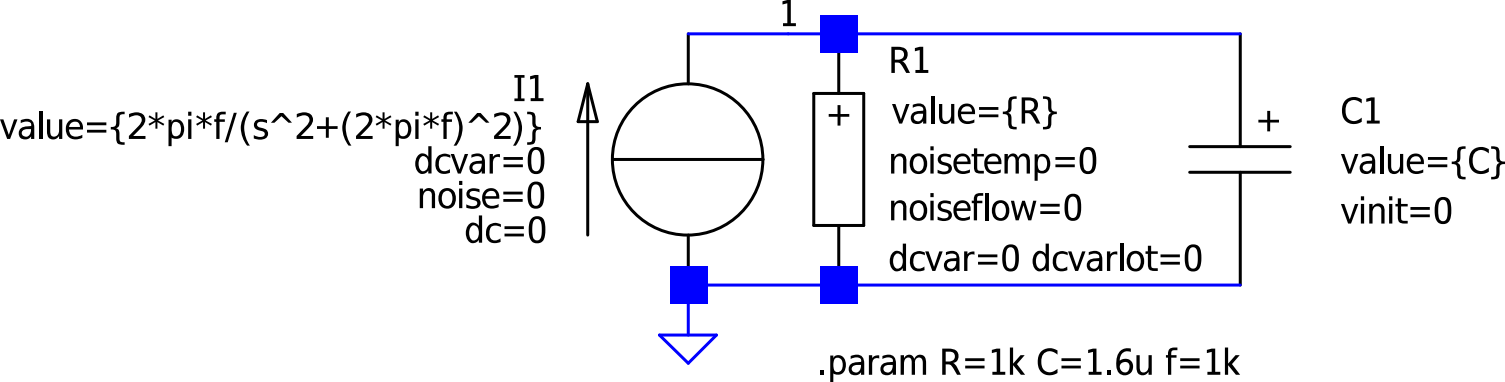 1
I1
value={2*pi*f/(s^2+(2*pi*f)^2)}
dcvar=0
noise=0
dc=0
R1
+
value={R}
noisetemp=0
noiseflow=0
dcvar=0 dcvarlot=0
+
C1
value={C}
vinit=0
.param R=1k C=1.6u f=1k